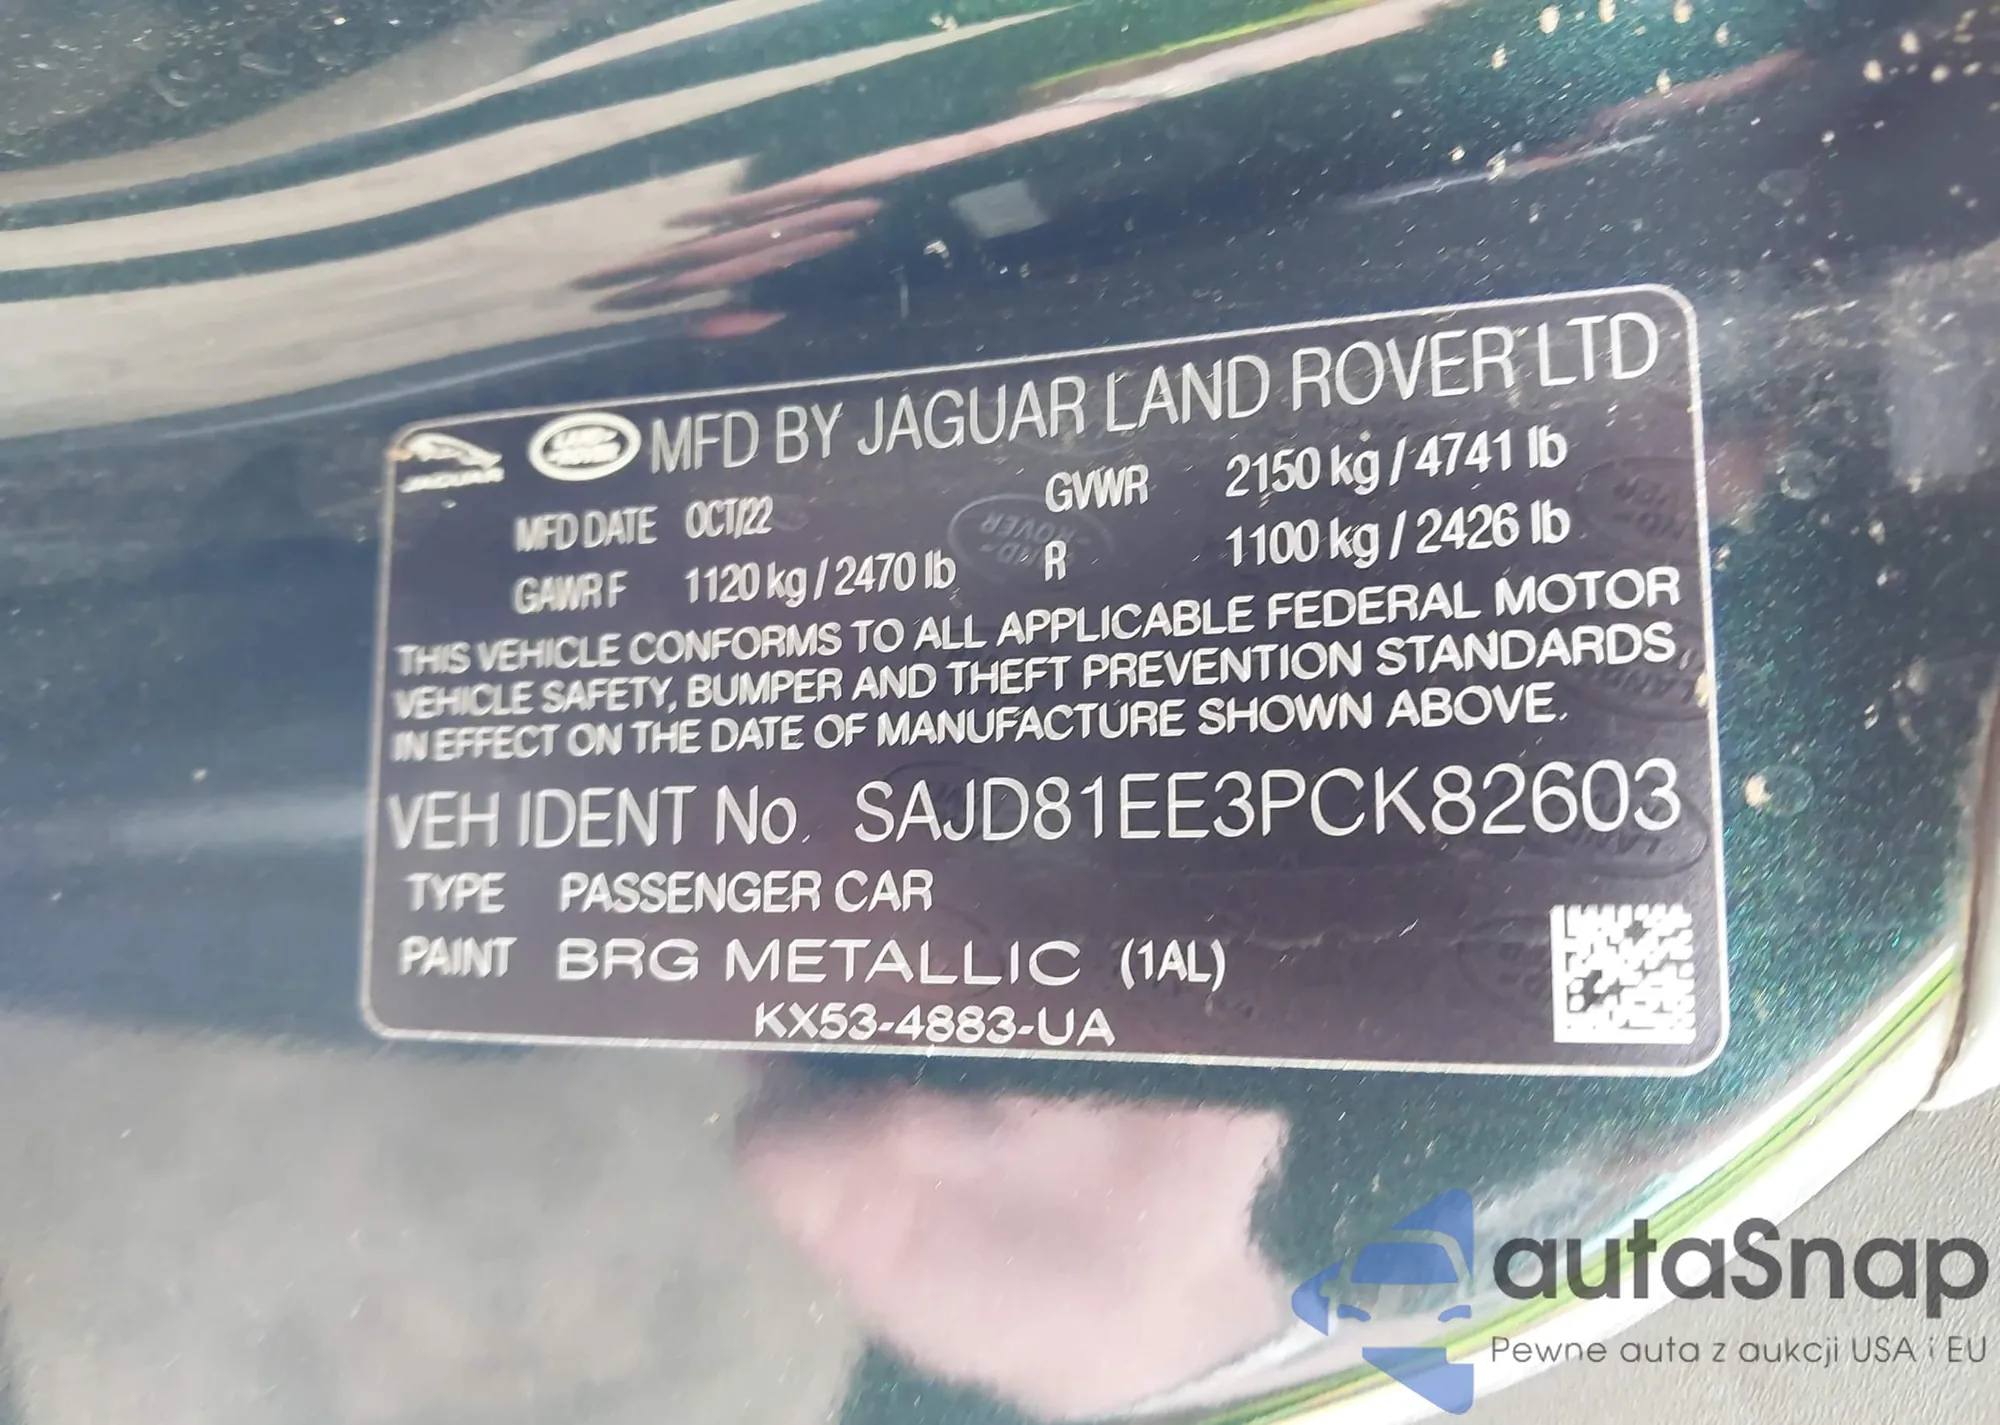 JAGUAR LAND ROVER MFD BY JAGUAR LAND ROVER LTD
MFD DATE OCT/22 GVWR 2150 kg / 4741 lb
GAWR F 1120 kg / 2470 lb R 1100 kg / 2426 lb
THIS VEHICLE CONFORMS TO ALL APPLICABLE FEDERAL MOTOR
VEHICLE SAFETY, BUMPER AND THEFT PREVENTION STANDARDS
IN EFFECT ON THE DATE OF MANUFACTURE SHOWN ABOVE.
VEH IDENT No. SAJD81EE3PCK82603
TYPE PASSENGER CAR
PAINT BRG METALLIC (1AL)
KX53-4883-UA
autaSnap
Pewne auta z aukcji USA i EU